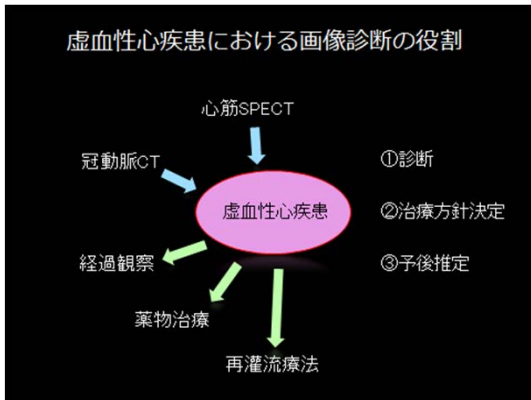 虚血性心疾患における画像診断の役割
心筋SPECT
冠動脈CT
虚血性心疾患
経過観察
薬物治療
再灌流療法
①診断
②治療方針決定
③予後推定